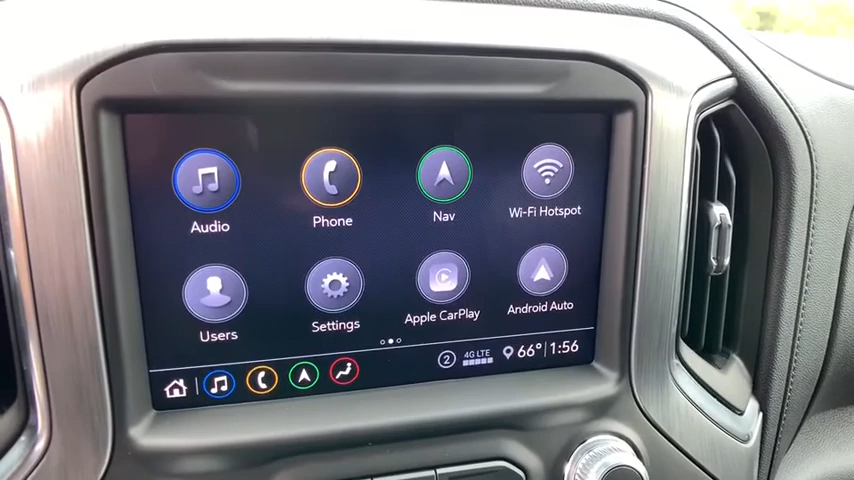 Audio
Phone
Nav
Wi-Fi Hotspot
Users
Settings
Apple CarPlay
Android Auto
2
4G LTE
66° 1:56